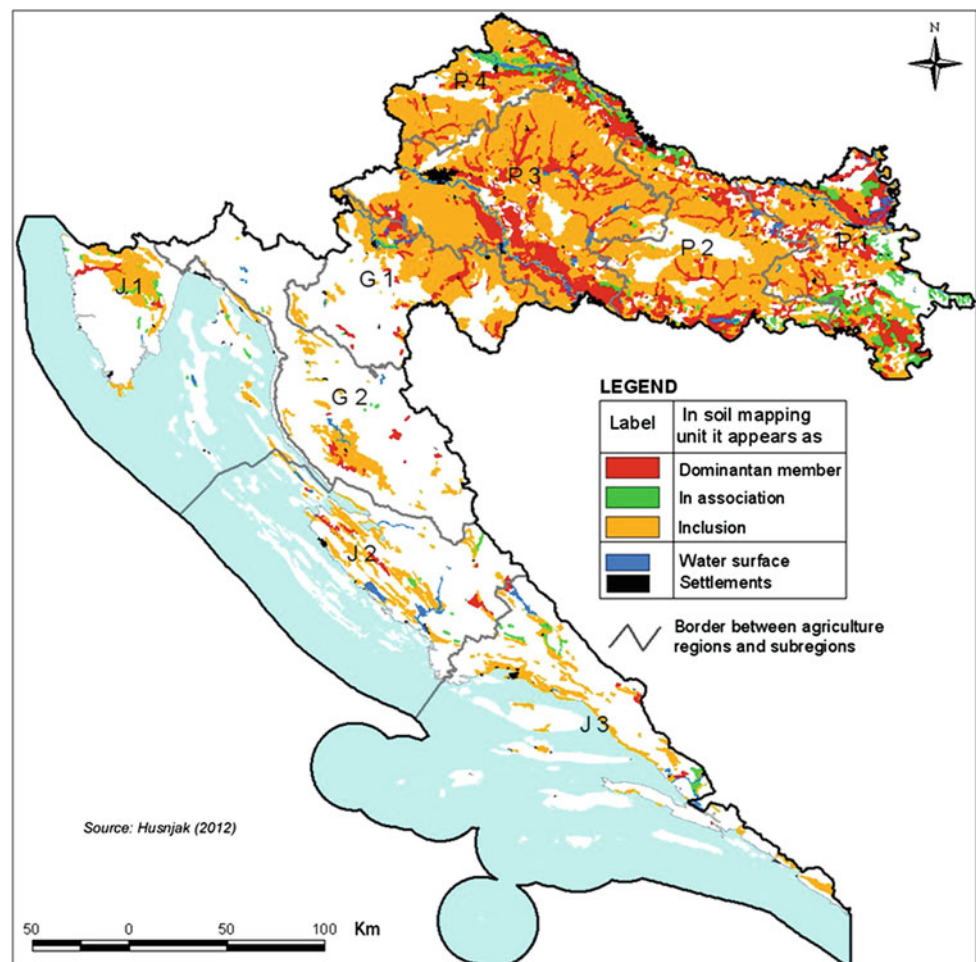 N
P 4
P 3
P 2
P 1
J 1
G 1
G 2
J 2
J 3
LEGEND
Label
In soil mapping
unit it appears as
Dominantan member
In association
Inclusion
Water surface
Settlements
Border between agriculture
regions and subregions
Source: Husnjak (2012)
50 0 50 100 Km